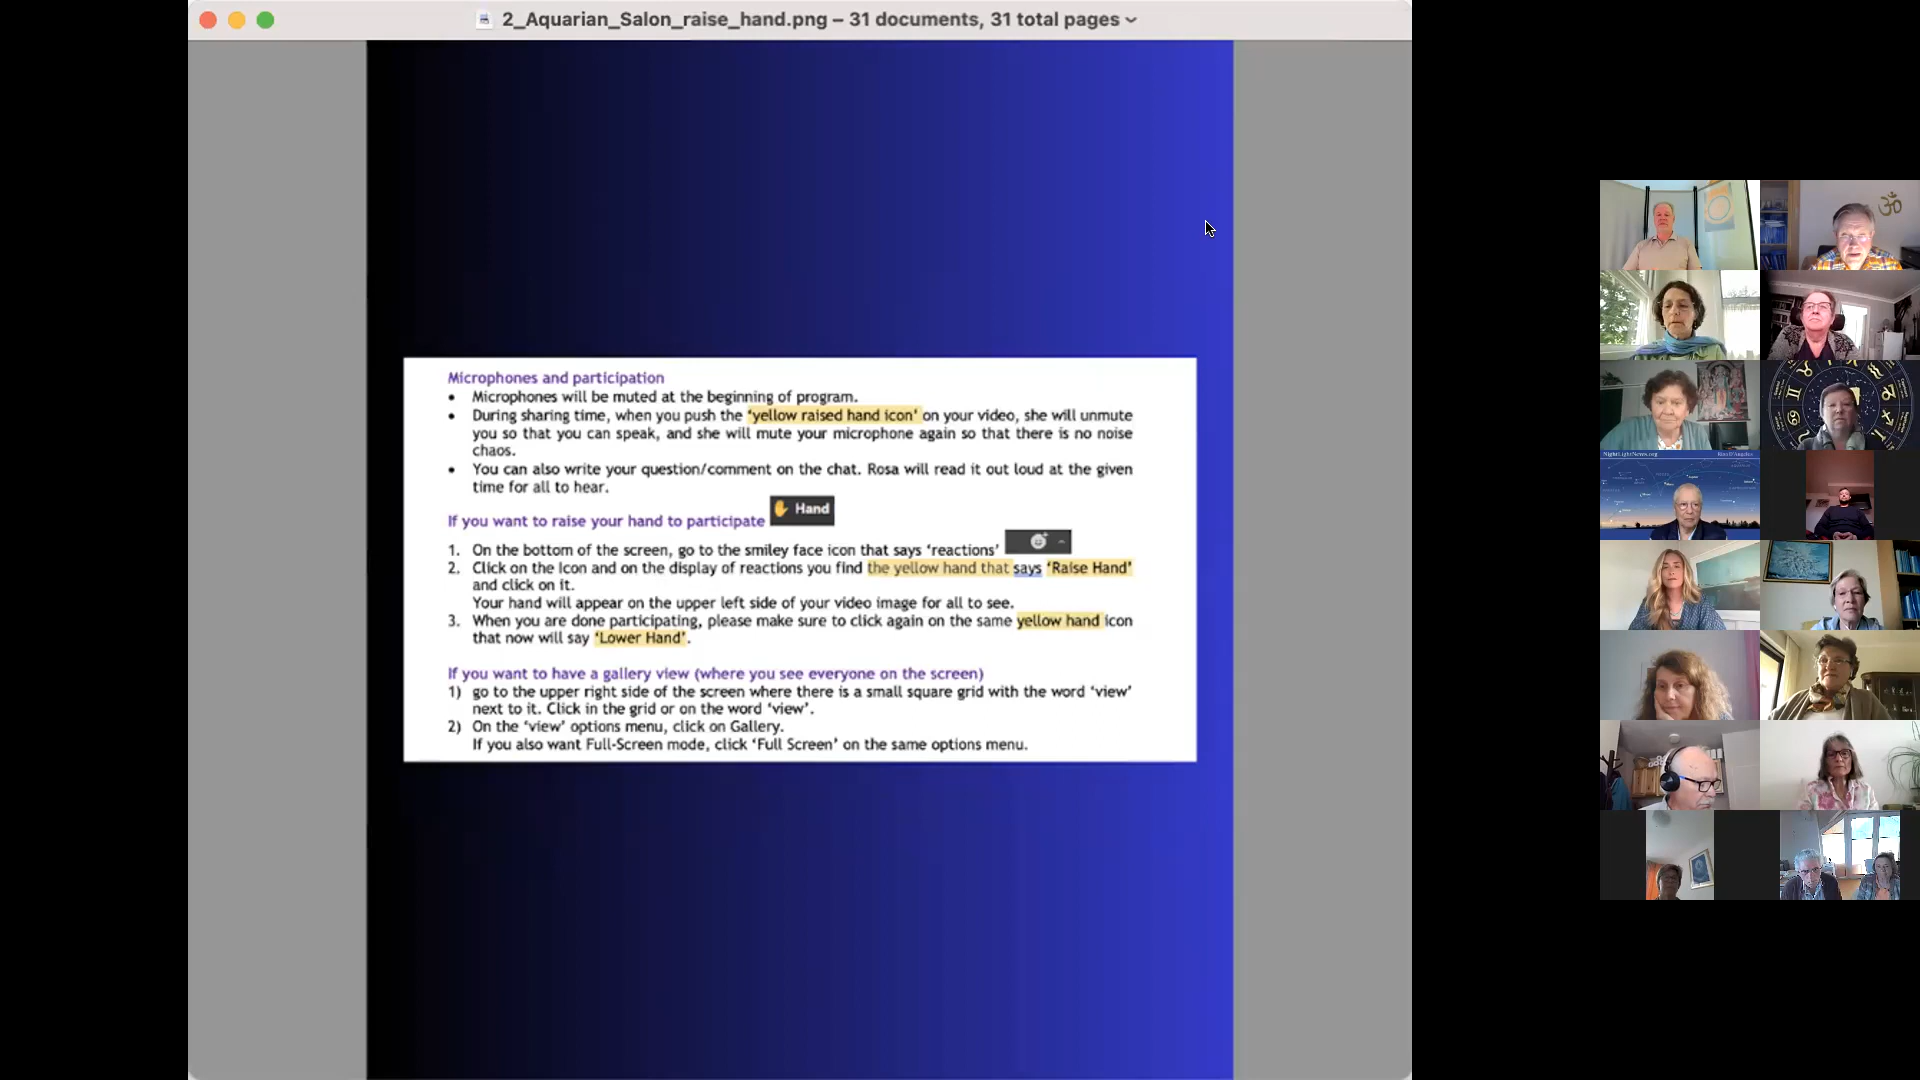 2_Aquarian_Salon_raise_hand.png – 31 documents, 31 total pages
Microphones and participation
• Microphones will be muted at the beginning of program.
• During sharing time, when you push the ‘yellow raised hand icon‘ on your video, she will unmute
you so that you can speak, and she will mute your microphone again so that there is no noise
chaos.
• You can also write your question/comment on the chat. Rosa will read it out loud at the given
time for all to hear.
If you want to raise your hand to participate Hand
1. On the bottom of the screen, go to the smiley face icon that says ‘reactions’
2. Click on the Icon and on the display of reactions you find the yellow hand that says ‘Raise Hand’
and click on it.
Your hand will appear on the upper left side of your video image for all to see.
3. When you are done participating, please make sure to click again on the same yellow hand icon
that now will say ‘Lower Hand’.
If you want to have a gallery view (where you see everyone on the screen)
1) go to the upper right side of the screen where there is a small square grid with the word ‘view’
next to it. Click in the grid or on the word ‘view’.
2) On the ‘view’ options menu, click on Gallery.
If you also want Full-Screen mode, click ‘Full Screen’ on the same options menu.
ॐ
NightLightNews.org